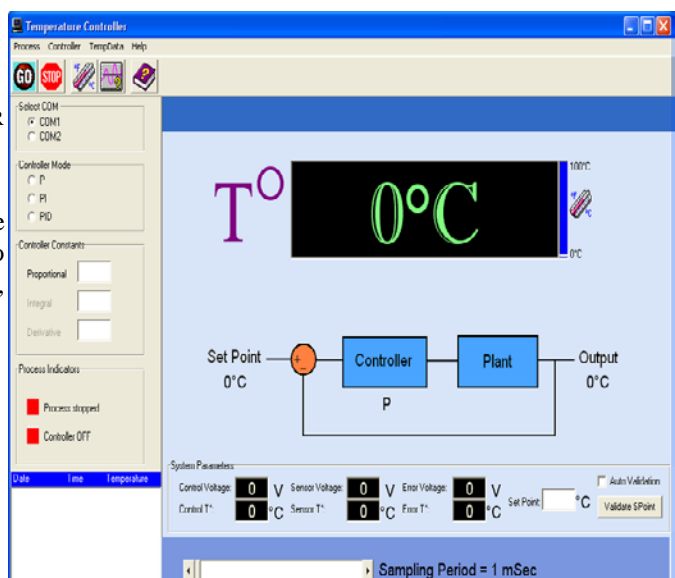 Temperature Controller
Process Controller TempData Help
GO STOP
Select COM
COM1
COM2
Controller Mode
P
PI
PID
Controller Constants
Proportional
Integral
Derivative
Process Indicators
Process stopped
Controller OFF
Date Time Temperature
T° 0°C
100°C
0°C
Set Point
0°C
+
-
Controller
P
Plant
Output
0°C
System Parameters
Control Voltage: 0 V Sensor Voltage: 0 V Error Voltage: 0 V
Control T°: 0 °C Sensor T°: 0 °C Error T°: 0 °C
Set Point: °C
Auto Validation
Validate SPoint
Sampling Period = 1 mSec